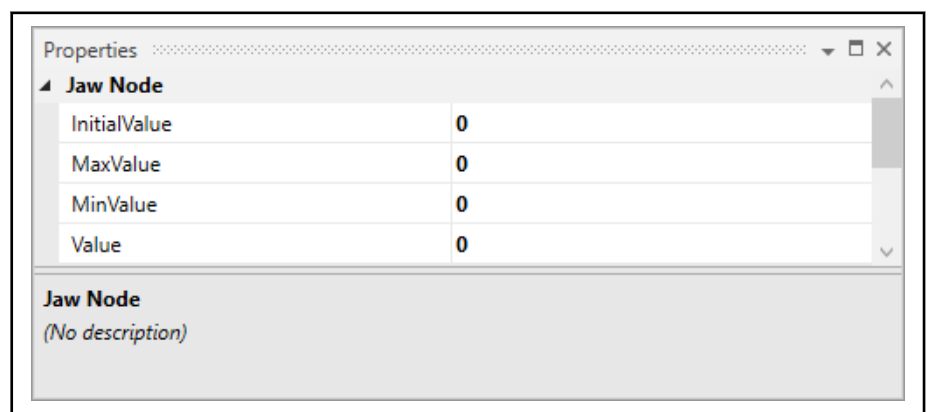 Properties
Jaw Node
InitialValue 0
MaxValue 0
MinValue 0
Value 0
Jaw Node
(No description)